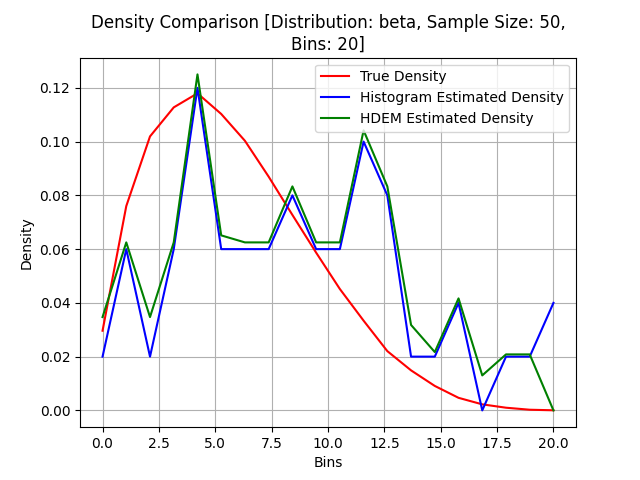 Density Comparison [Distribution: beta, Sample Size: 50,
Bins: 20]
True Density
Histogram Estimated Density
HDEM Estimated Density
Density
0.12
0.10
0.08
0.06
0.04
0.02
0.00
0.0 2.5 5.0 7.5 10.0 12.5 15.0 17.5 20.0
Bins